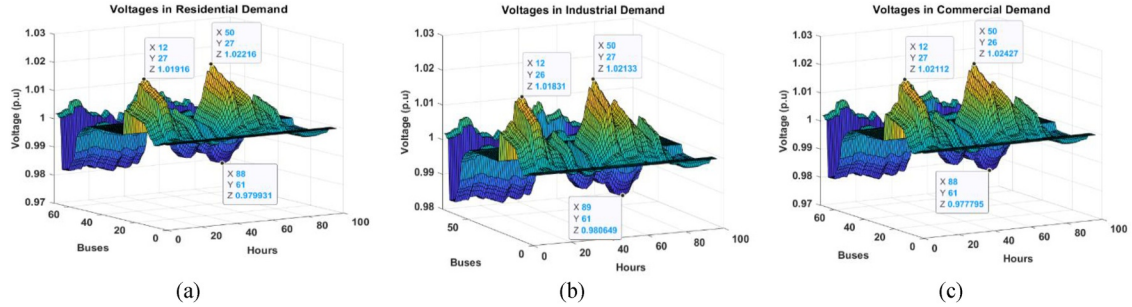 Voltages in Residential Demand
1.03
1.02
1.01
1
0.99
0.98
0.97
Voltage (p.u)
X 12
Y 27
Z 1.01916
X 50
Y 27
Z 1.02216
X 88
Y 61
Z 0.979931
60
40
20
0
Buses
0
20
40
60
80
100
Hours
(a)
Voltages in Industrial Demand
1.03
1.02
1.01
1
0.99
0.98
Voltage (p.u)
X 12
Y 26
Z 1.01831
X 50
Y 27
Z 1.02133
X 89
Y 61
Z 0.980649
50
0
Buses
0
20
40
60
80
100
Hours
(b)
Voltages in Commercial Demand
1.03
1.02
1.01
1
0.99
0.98
0.97
Voltage (p.u)
X 12
Y 27
Z 1.02112
X 50
Y 26
Z 1.02427
X 88
Y 61
Z 0.977795
60
40
20
0
Buses
0
20
40
60
80
100
Hours
(c)